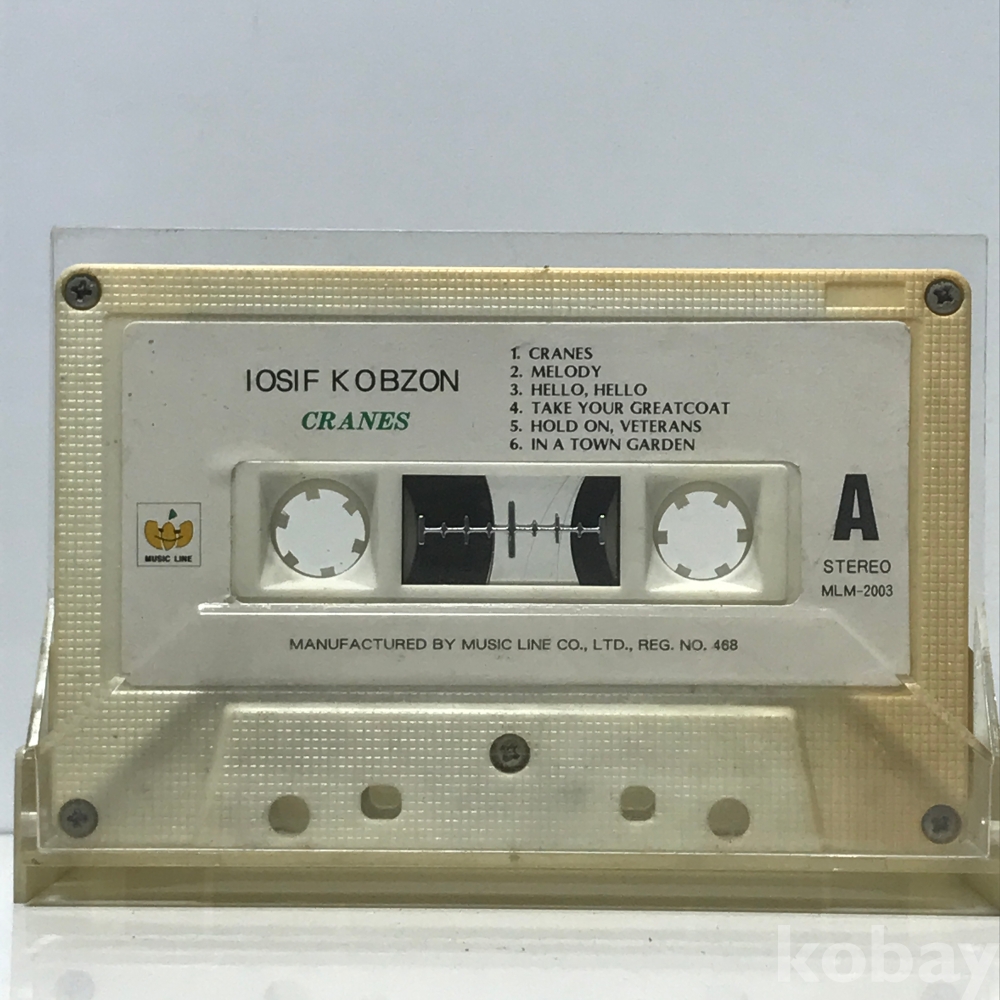 IOSIF KOBZON
CRANES
1. CRANES
2. MELODY
3. HELLO, HELLO
4. TAKE YOUR GREATCOAT
5. HOLD ON, VETERANS
6. IN A TOWN GARDEN
MUSIC LINE
A
STEREO
MLM-2003
MANUFACTURED BY MUSIC LINE CO., LTD., REG. NO. 468
kobay